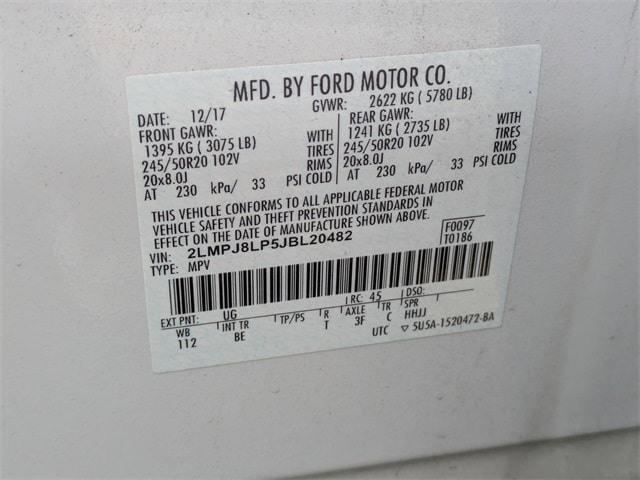 MFD. BY FORD MOTOR CO.
DATE: 12/17 GVWR: 2622 KG ( 5780 LB)
FRONT GAWR: REAR GAWR:
1395 KG ( 3075 LB) WITH 1241 KG ( 2735 LB) WITH
245/50R20 102V TIRES 245/50R20 102V TIRES
20x8.0J RIMS 20x8.0J RIMS
AT 230 kPa/ 33 PSI COLD AT 230 kPa/ 33 PSI COLD
THIS VEHICLE CONFORMS TO ALL APPLICABLE FEDERAL MOTOR
VEHICLE SAFETY AND THEFT PREVENTION STANDARDS IN
EFFECT ON THE DATE OF MANUFACTURE SHOWN ABOVE.
VIN: 2LMPJ8LP5JBL20482 F0097
TYPE: MPV T0186
EXT PNT: UG RC: 45 DSO:
WB INT TR TP/PS R AXLE TR SPR
112 BE T 3F C HHJJ
UTC ▽ 5U5A-1520472-BA